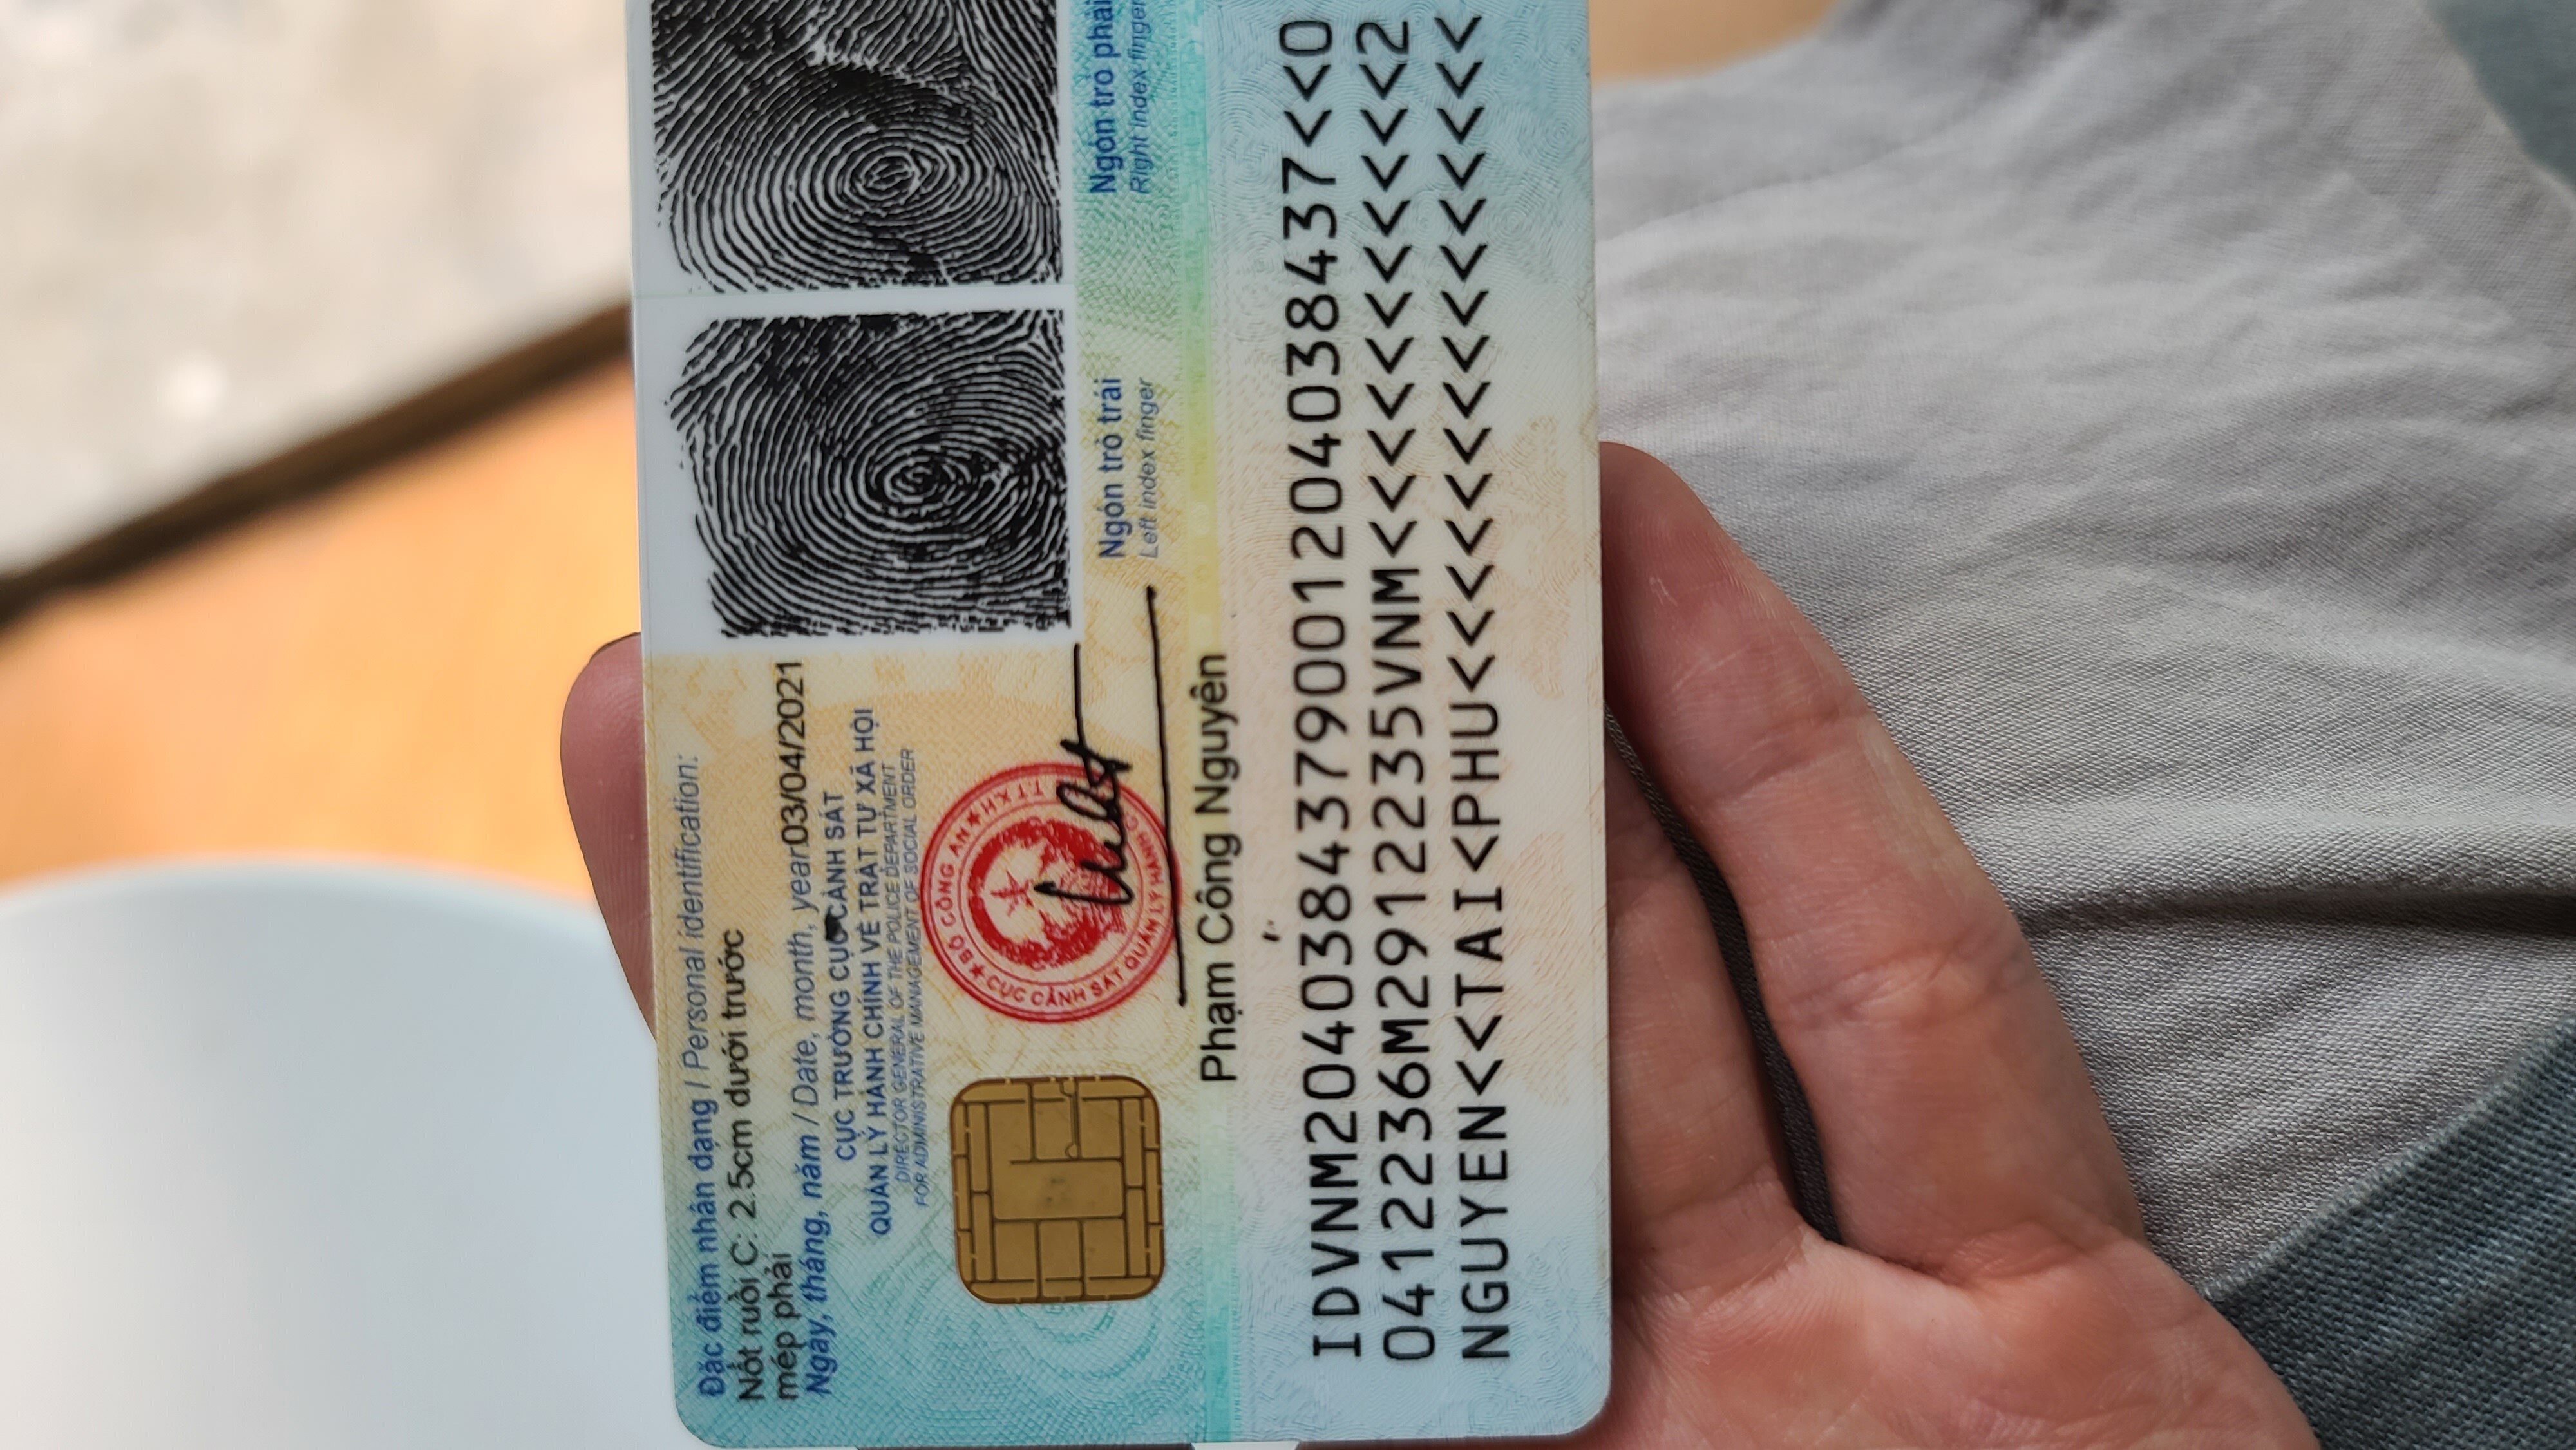 Đặc điểm nhân dạng / Personal identification:
Nốt ruồi C: 2.5cm dưới trước
mép phải
Ngày, tháng, năm / Date, month, year:03/04/2021
CỤC TRƯỞNG CỤC CẢNH SÁT
QUẢN LÝ HÀNH CHÍNH VỀ TRẬT TỰ XÃ HỘI
DIRECTOR GENERAL OF THE POLICE DEPARTMENT
FOR ADMINISTRATIVE MANAGEMENT OF SOCIAL ORDER
BỘ CÔNG AN
CỤC CẢNH SÁT QUẢN LÝ HÀNH
Phạm Công Nguyên
Ngón trỏ trái
Left index finger
Ngón trỏ phải
Right index finger
IDVNM2040384379001204038437<<0
0412236M2912235VNM<<<<<<<<<<<2
NGUYEN<<TAI<PHU<<<<<<<<<<<<<<<